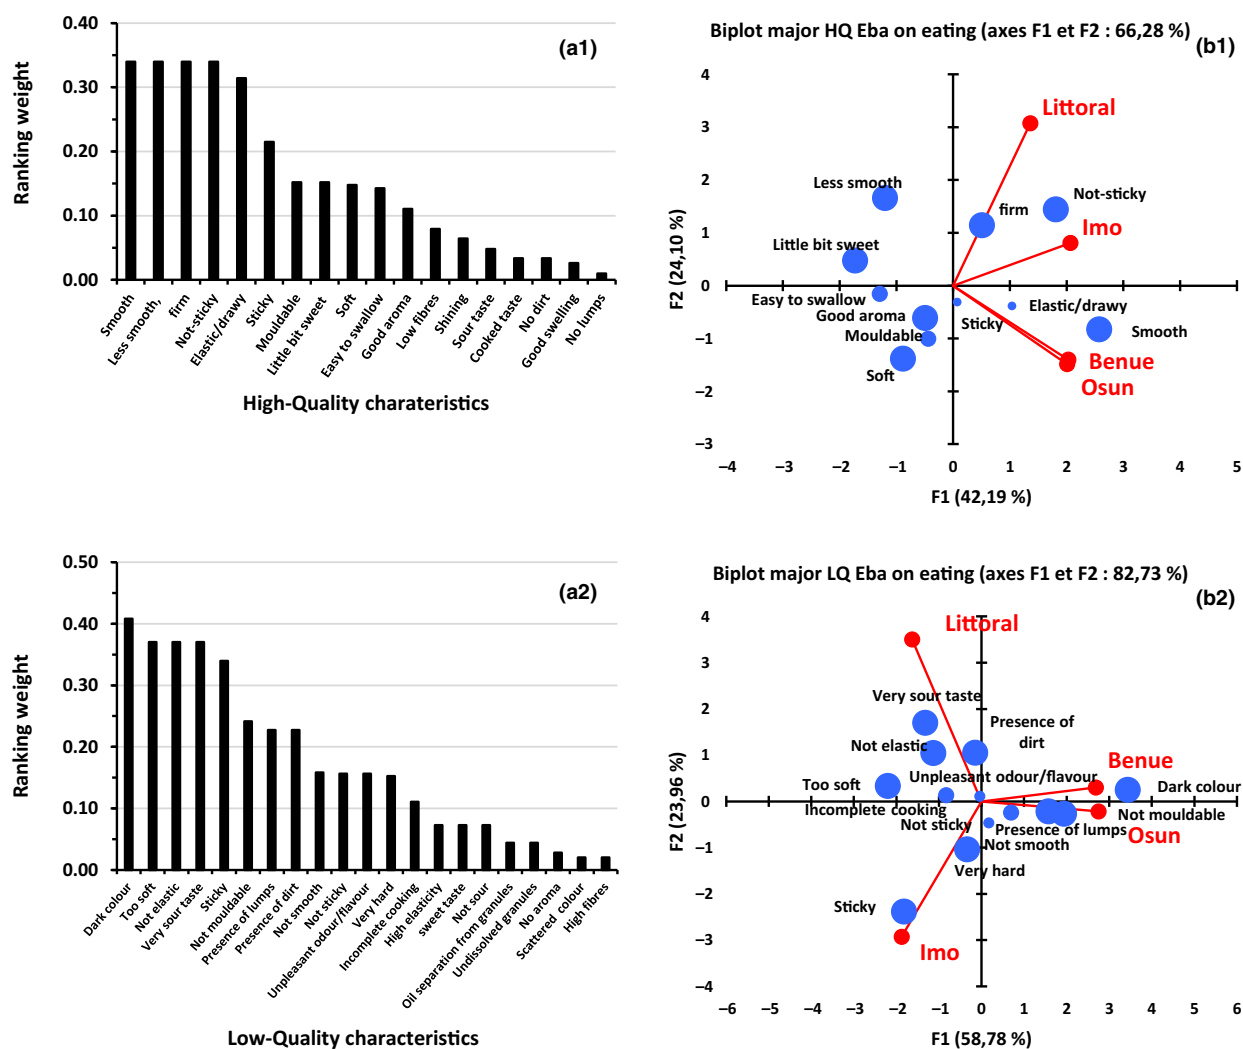 (a1)
Ranking weight
0.40
0.30
0.20
0.10
0.00
Smooth
Less smooth,
firm
Not-sticky
Elastic/drawy
Sticky
Mouldable
Little bit sweet
Soft
Easy to swallow
Good aroma
Low fibres
Shining
Sour taste
Cooked taste
No dirt
Good swelling
No lumps
High-Quality charateristics
Biplot major HQ Eba on eating (axes F1 et F2 : 66,28 %)
(b1)
F2 (24,10 %)
4
3
2
1
0
−1
−2
−3
Littoral
Less smooth
Not-sticky
firm
Imo
Little bit sweet
Easy to swallow
Elastic/drawy
Good aroma
Sticky
Smooth
Mouldable
Benue
Soft
Osun
−4
−3
−2
−1
0
1
2
3
4
5
F1 (42,19 %)
(a2)
Ranking weight
0.50
0.40
0.30
0.20
0.10
0.00
Dark colour
Too soft
Not elastic
Very sour taste
Sticky
Not mouldable
Presence of lumps
Presence of dirt
Not smooth
Not sticky
Unpleasant odour/flavour
Very hard
Incomplete cooking
High elasticity
sweet taste
Not sour
Oil separation from granules
Undissolved granules
No aroma
Scattered colour
High fibres
Low-Quality characteristics
Biplot major LQ Eba on eating (axes F1 et F2 : 82,73 %)
(b2)
F2 (23,96 %)
4
3
2
1
0
−1
−2
−3
−4
Littoral
Very sour taste
Presence of
dirt
Not elastic
Benue
Unpleasant odour/flavour
Too soft
Dark colour
Incomplete cooking
Not mouldable
Not sticky
Presence of lumps
Osun
Not smooth
Very hard
Sticky
Imo
−6
−5
−4
−3
−2
−1
0
1
2
3
4
5
6
F1 (58,78 %)